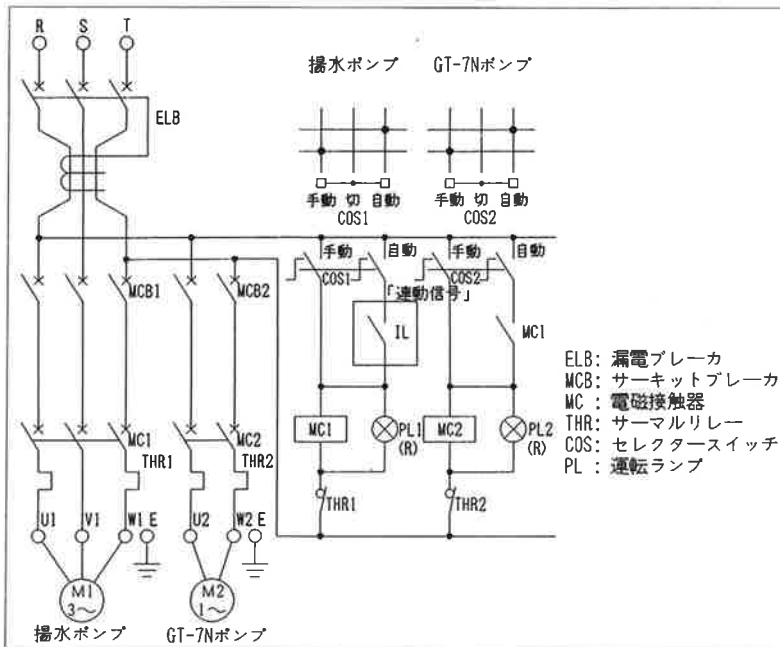 R S T
ELB
揚水ポンプ GT-7Nポンプ
手動 切 自動 手動 切 自動
COS1 COS2
手動 自動 手動 自動
COS1 COS2
「連動信号」
MCB1 MCB2
IL MC1
MC1 MC2
THR1 THR2
MC1 PL1 MC2 PL2
(R) (R)
THR1 THR2
U1 V1 W1 E U2 W2 E
M1 M2
3～ 1～
揚水ポンプ GT-7Nポンプ
ELB: 漏電ブレーカ
MCB: サーキットブレーカ
MC : 電磁接触器
THR: サーマルリレー
COS: セレクタースイッチ
PL : 運転ランプ